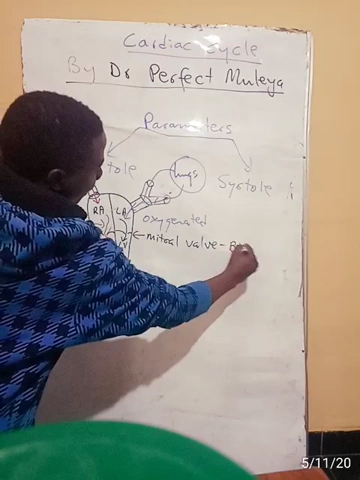 Cardiac Cycle
By Dr Perfect Muleya
Parameters
tole
lungs
Systole
RA LA
oxygenated
mitral valve - B
5/11/20